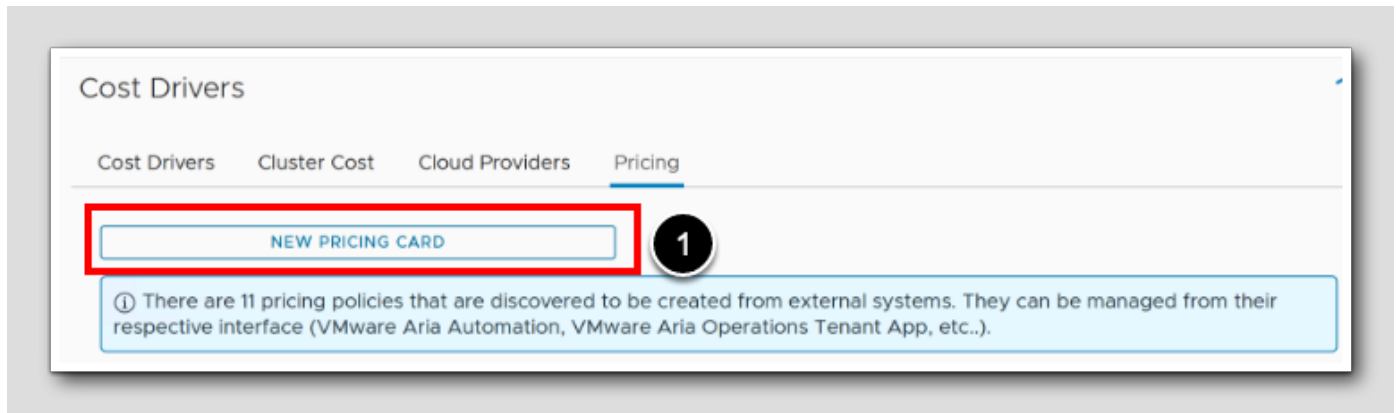 Cost Drivers
Cost Drivers Cluster Cost Cloud Providers Pricing
NEW PRICING CARD
1
ⓘ There are 11 pricing policies that are discovered to be created from external systems. They can be managed from their
respective interface (VMware Aria Automation, VMware Aria Operations Tenant App, etc..).